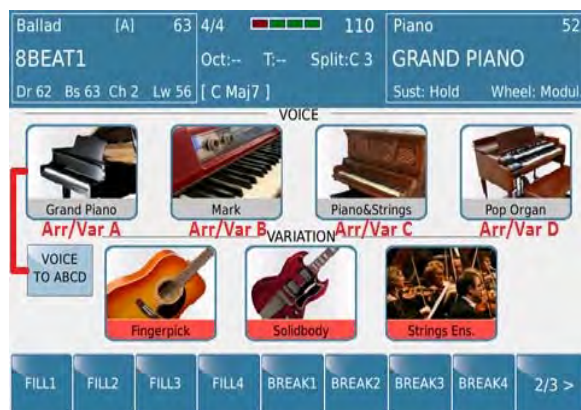 Ballad [A] 63 4/4 110 Piano 52
8BEAT1 Oct:-- T:-- Split:C 3 GRAND PIANO
Dr 62 Bs 63 Ch 2 Lw 56 [ C Maj7 ] Sust: Hold Wheel: Modul.
VOICE
Grand Piano Mark Piano&Strings Pop Organ
Arr/Var A Arr/Var B Arr/Var C Arr/Var D
VARIATION
VOICE
TO ABCD
Fingerpick Solidbody Strings Ens.
FILL1 FILL2 FILL3 FILL4 BREAK1 BREAK2 BREAK3 BREAK4 2/3 >